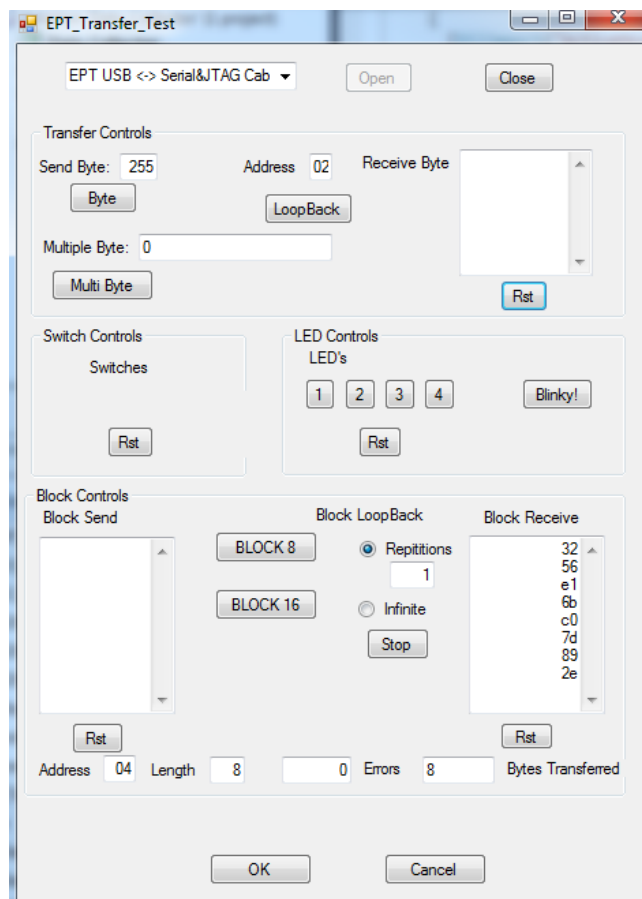 EPT_Transfer_Test
EPT USB <-> Serial&JTAG Cab
Open
Close
Transfer Controls
Send Byte: 255
Address 02
Receive Byte
Byte
LoopBack
Multiple Byte: 0
Multi Byte
Rst
Switch Controls
Switches
Rst
LED Controls
LED's
1 2 3 4
Blinky!
Rst
Block Controls
Block Send
Block LoopBack
Block Receive
BLOCK 8
Repititions
1
BLOCK 16
Infinite
Stop
32
56
e1
6b
c0
7d
89
2e
Rst
Rst
Address 04 Length 8 0 Errors 8 Bytes Transferred
OK
Cancel